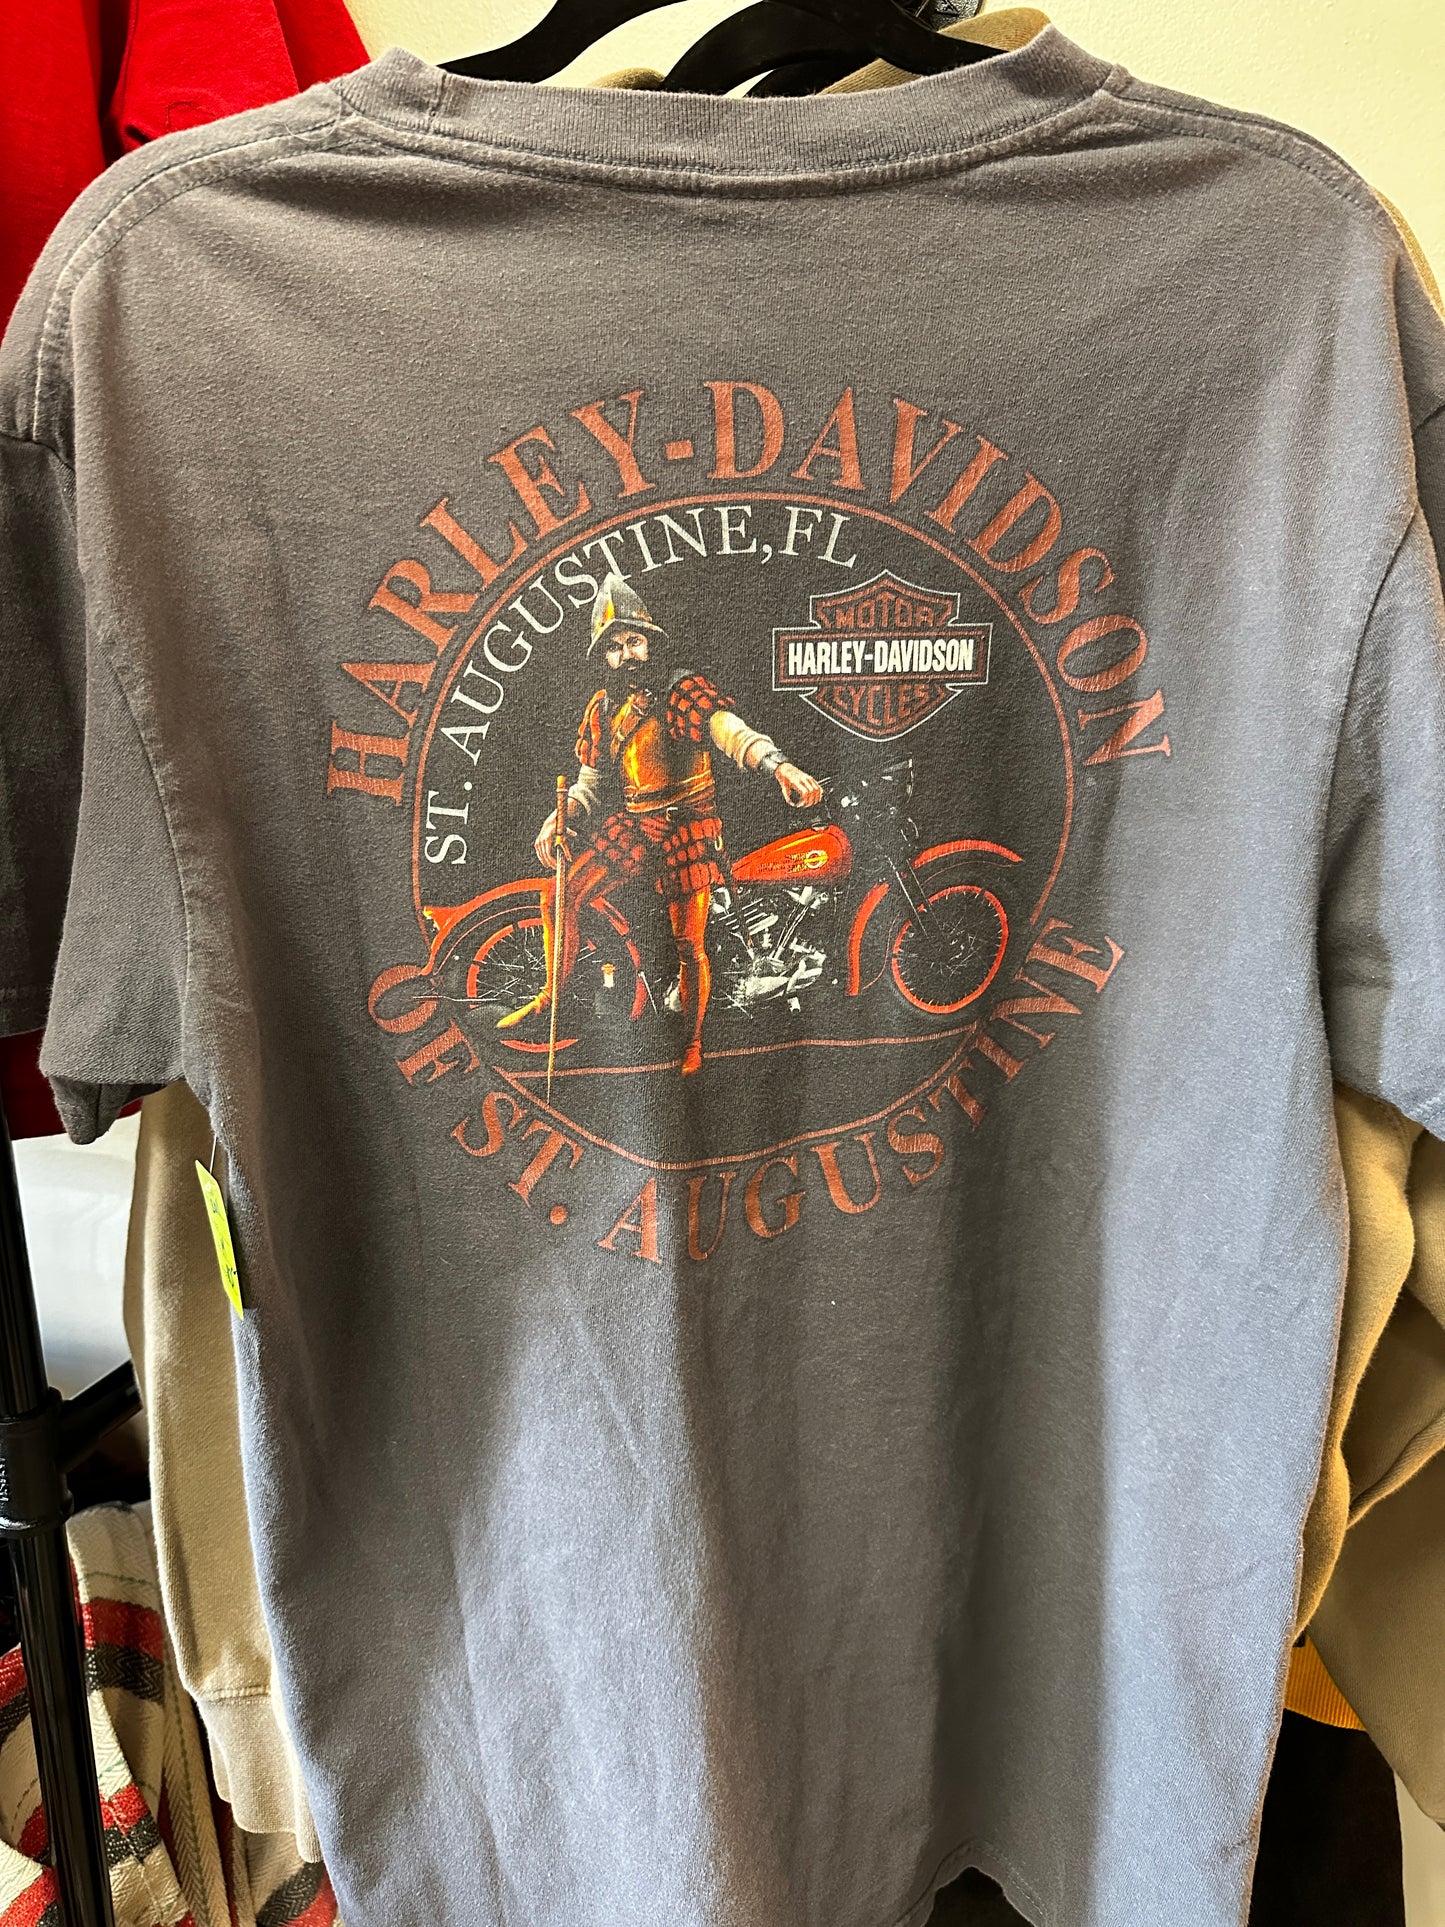 HARLEY-DAVIDSON
ST. AUGUSTINE, FL
MOTOR
HARLEY-DAVIDSON
CYCLES
OF ST. AUGUSTINE